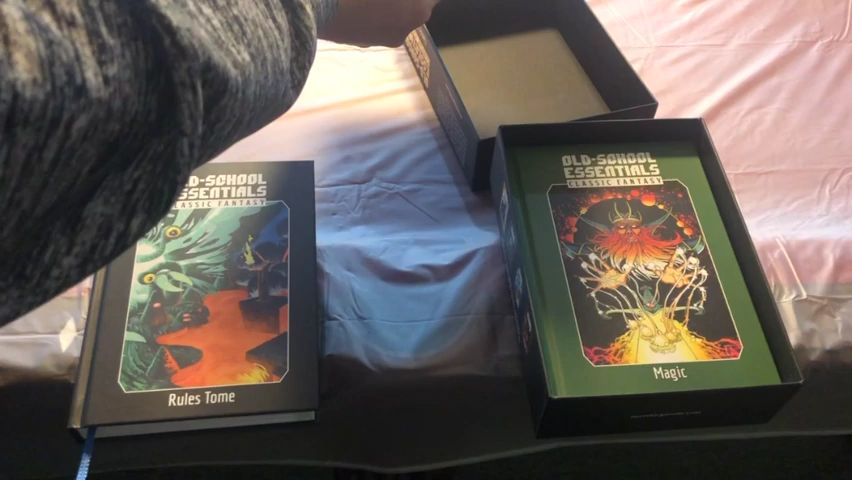 OLD-SCHOOL
ESSENTIALS
CLASSIC FANTASY
Rules Tome
OLD-SCHOOL
ESSENTIALS
CLASSIC FANTASY
Magic